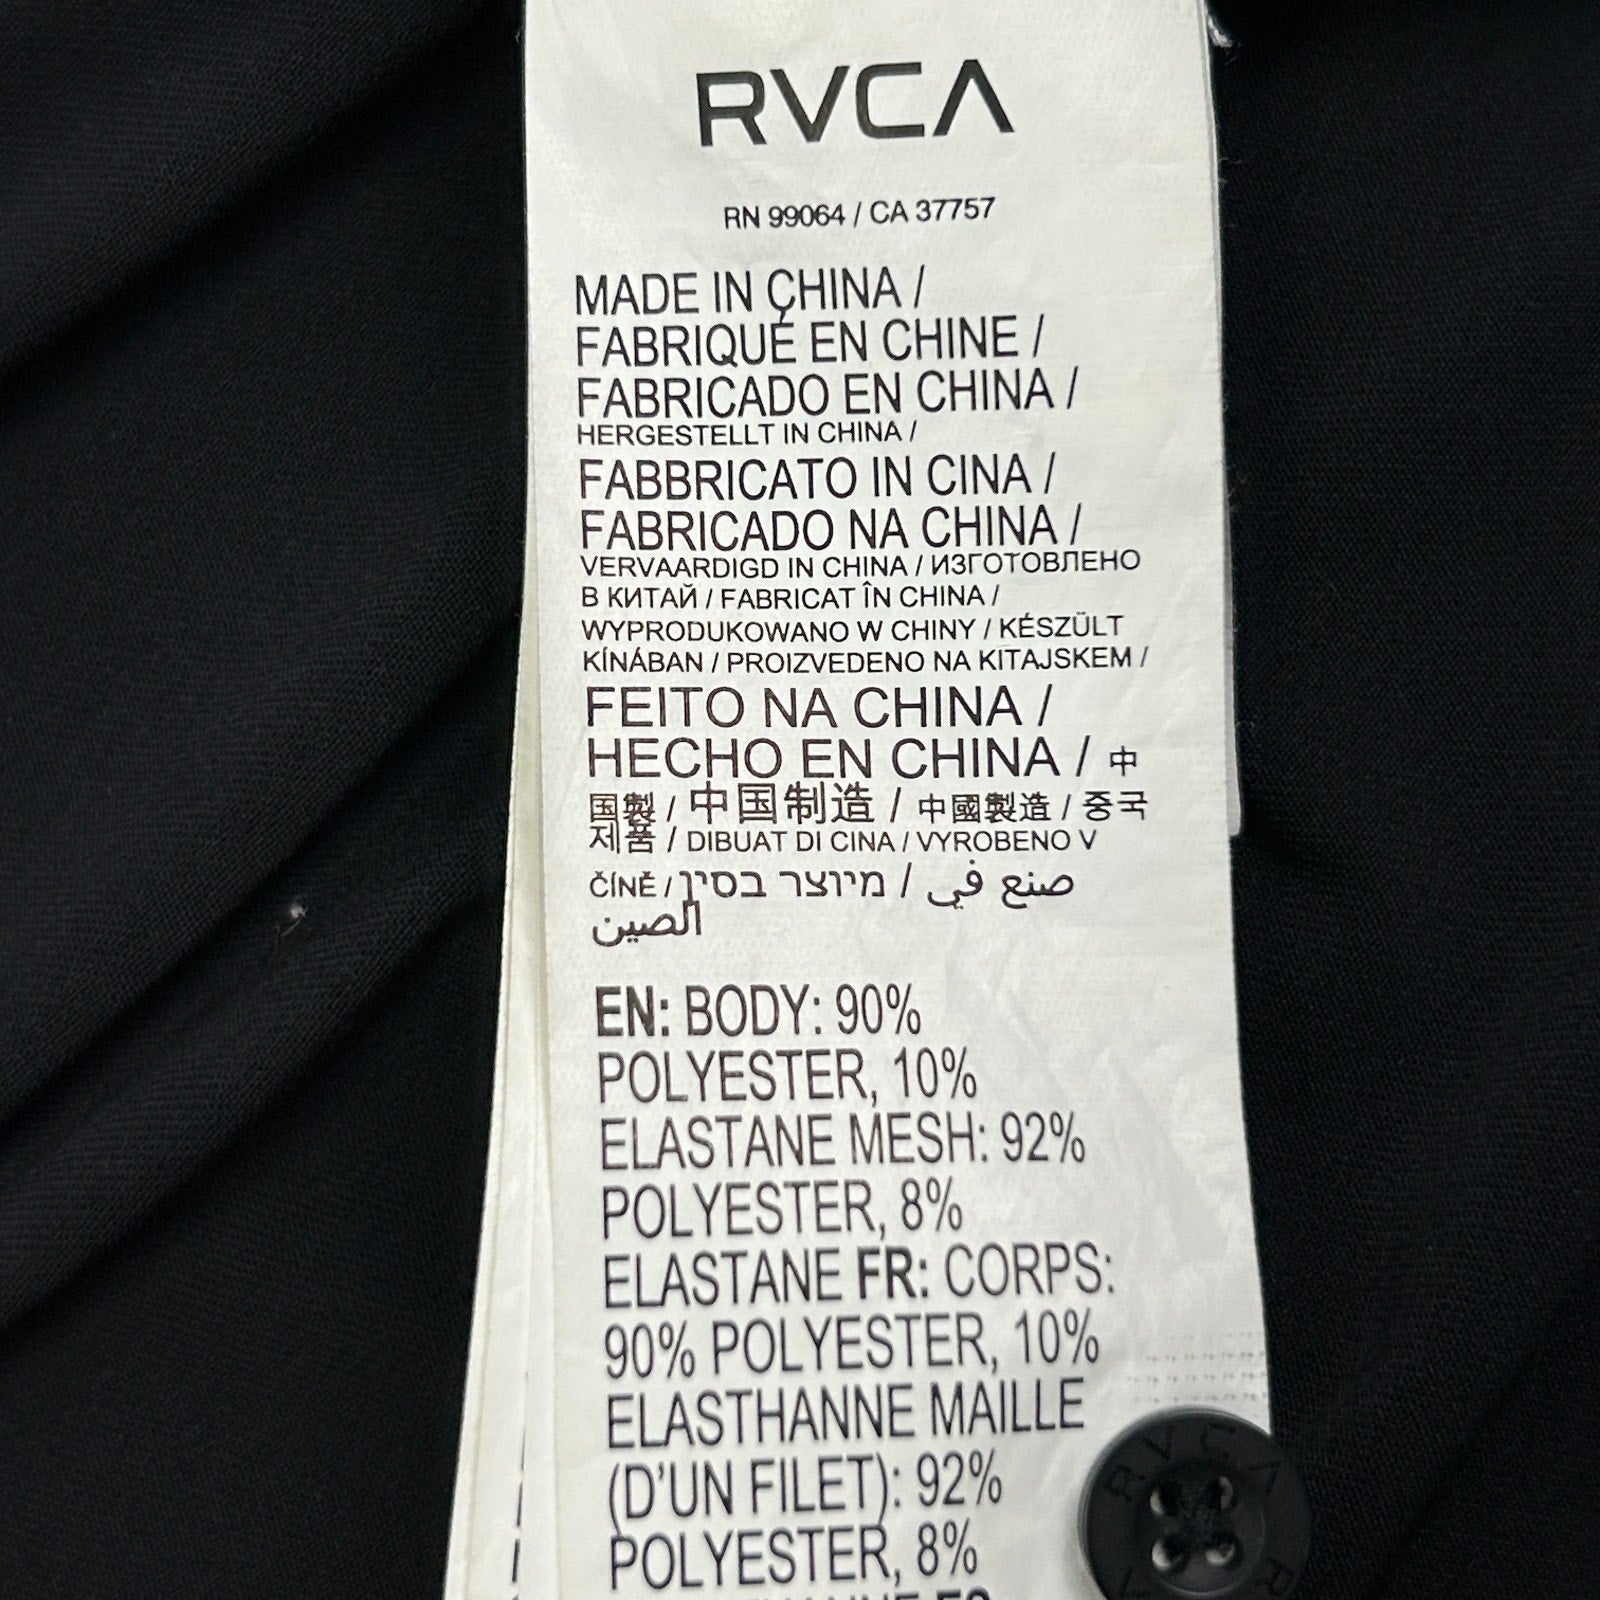 RVCA
RN 99064 / CA 37757
MADE IN CHINA /
FABRIQUÉ EN CHINE /
FABRICADO EN CHINA /
HERGESTELLT IN CHINA /
FABBRICATO IN CINA /
FABRICADO NA CHINA /
VERVAARDIGD IN CHINA / ИЗГОТОВЛЕНО
В КИТАЙ / FABRICAT ÎN CHINA /
WYPRODUKOWANO W CHINY / KÉSZÜLT
KÍNÁBAN / PROIZVEDENO NA KITAJSKEM /
FEITO NA CHINA /
HECHO EN CHINA / 中
国製 / 中国制造 / 中國製造 / 중국
제품 / DIBUAT DI CINA / VYROBENO V
ČÍNĚ / מיוצר בסין / صنع في
الصين
EN: BODY: 90%
POLYESTER, 10%
ELASTANE MESH: 92%
POLYESTER, 8%
ELASTANE FR: CORPS:
90% POLYESTER, 10%
ELASTHANNE MAILLE
(D'UN FILET): 92%
POLYESTER, 8%
RVCA